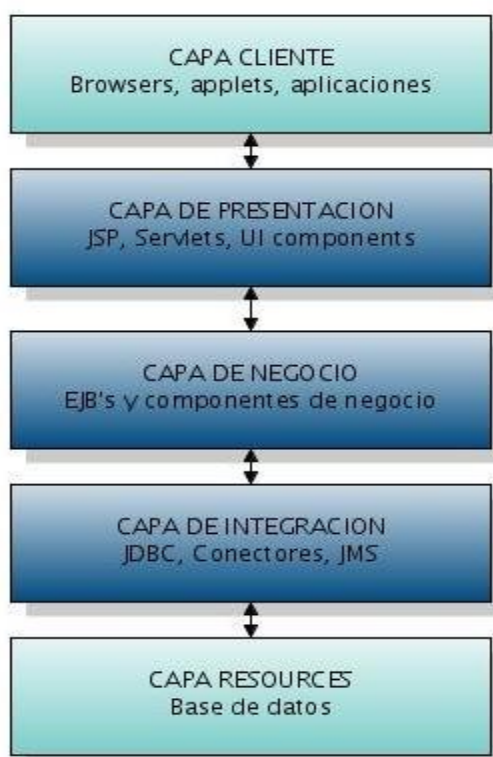 CAPA CLIENTE
Browsers, applets, aplicaciones
CAPA DE PRESENTACION
JSP, Servlets, UI components
CAPA DE NEGOCIO
EJB's y componentes de negocio
CAPA DE INTEGRACION
JDBC, Conectores, JMS
CAPA RESOURCES
Base de datos